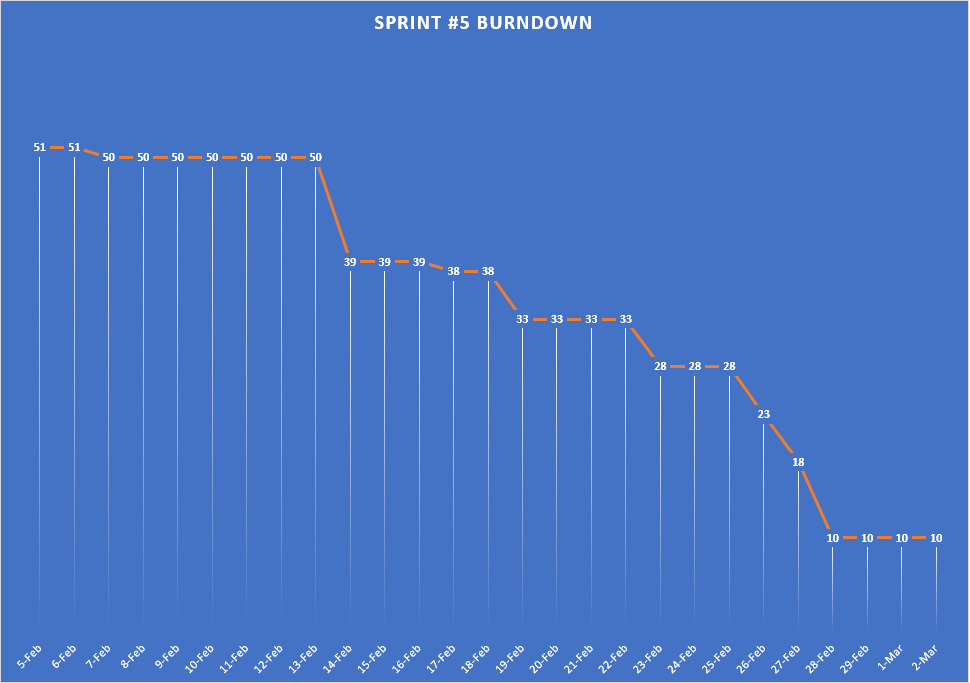 SPRINT #5 BURNDOWN
51 51 50 50 50 50 50 50 50
39 39 39 38 38
33 33 33 33
28 28 28
23
18
10 10 10 10
5-Feb 6-Feb 7-Feb 8-Feb 9-Feb 10-Feb 11-Feb 12-Feb 13-Feb 14-Feb 15-Feb 16-Feb 17-Feb 18-Feb 19-Feb 20-Feb 21-Feb 22-Feb 23-Feb 24-Feb 25-Feb 26-Feb 27-Feb 28-Feb 29-Feb 1-Mar 2-Mar